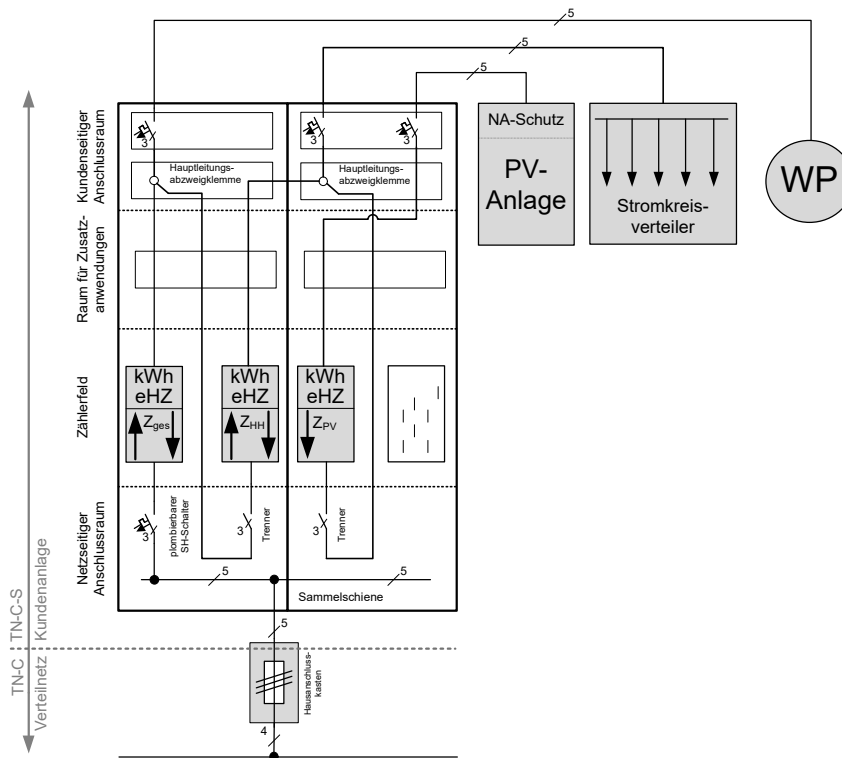 5
5
5
NA-Schutz
PV-
Anlage
Stromkreis-
verteiler
WP
Kundenseitiger
Anschlussraum
3
3
3
Hauptleitungs-
abzweigklemme
Hauptleitungs-
abzweigklemme
Raum für Zusatz-
anwendungen
Zählerfeld
kWh
eHZ
Zges
kWh
eHZ
ZHH
kWh
eHZ
ZPV
Netzseitiger
Anschlussraum
3
plombierbarer
SH-Schalter
3
Trenner
3
Trenner
5
5
Sammelschiene
5
TN-C-S
Kundenanlage
TN-C
Verteilnetz
Hausanschluss-
kasten
4